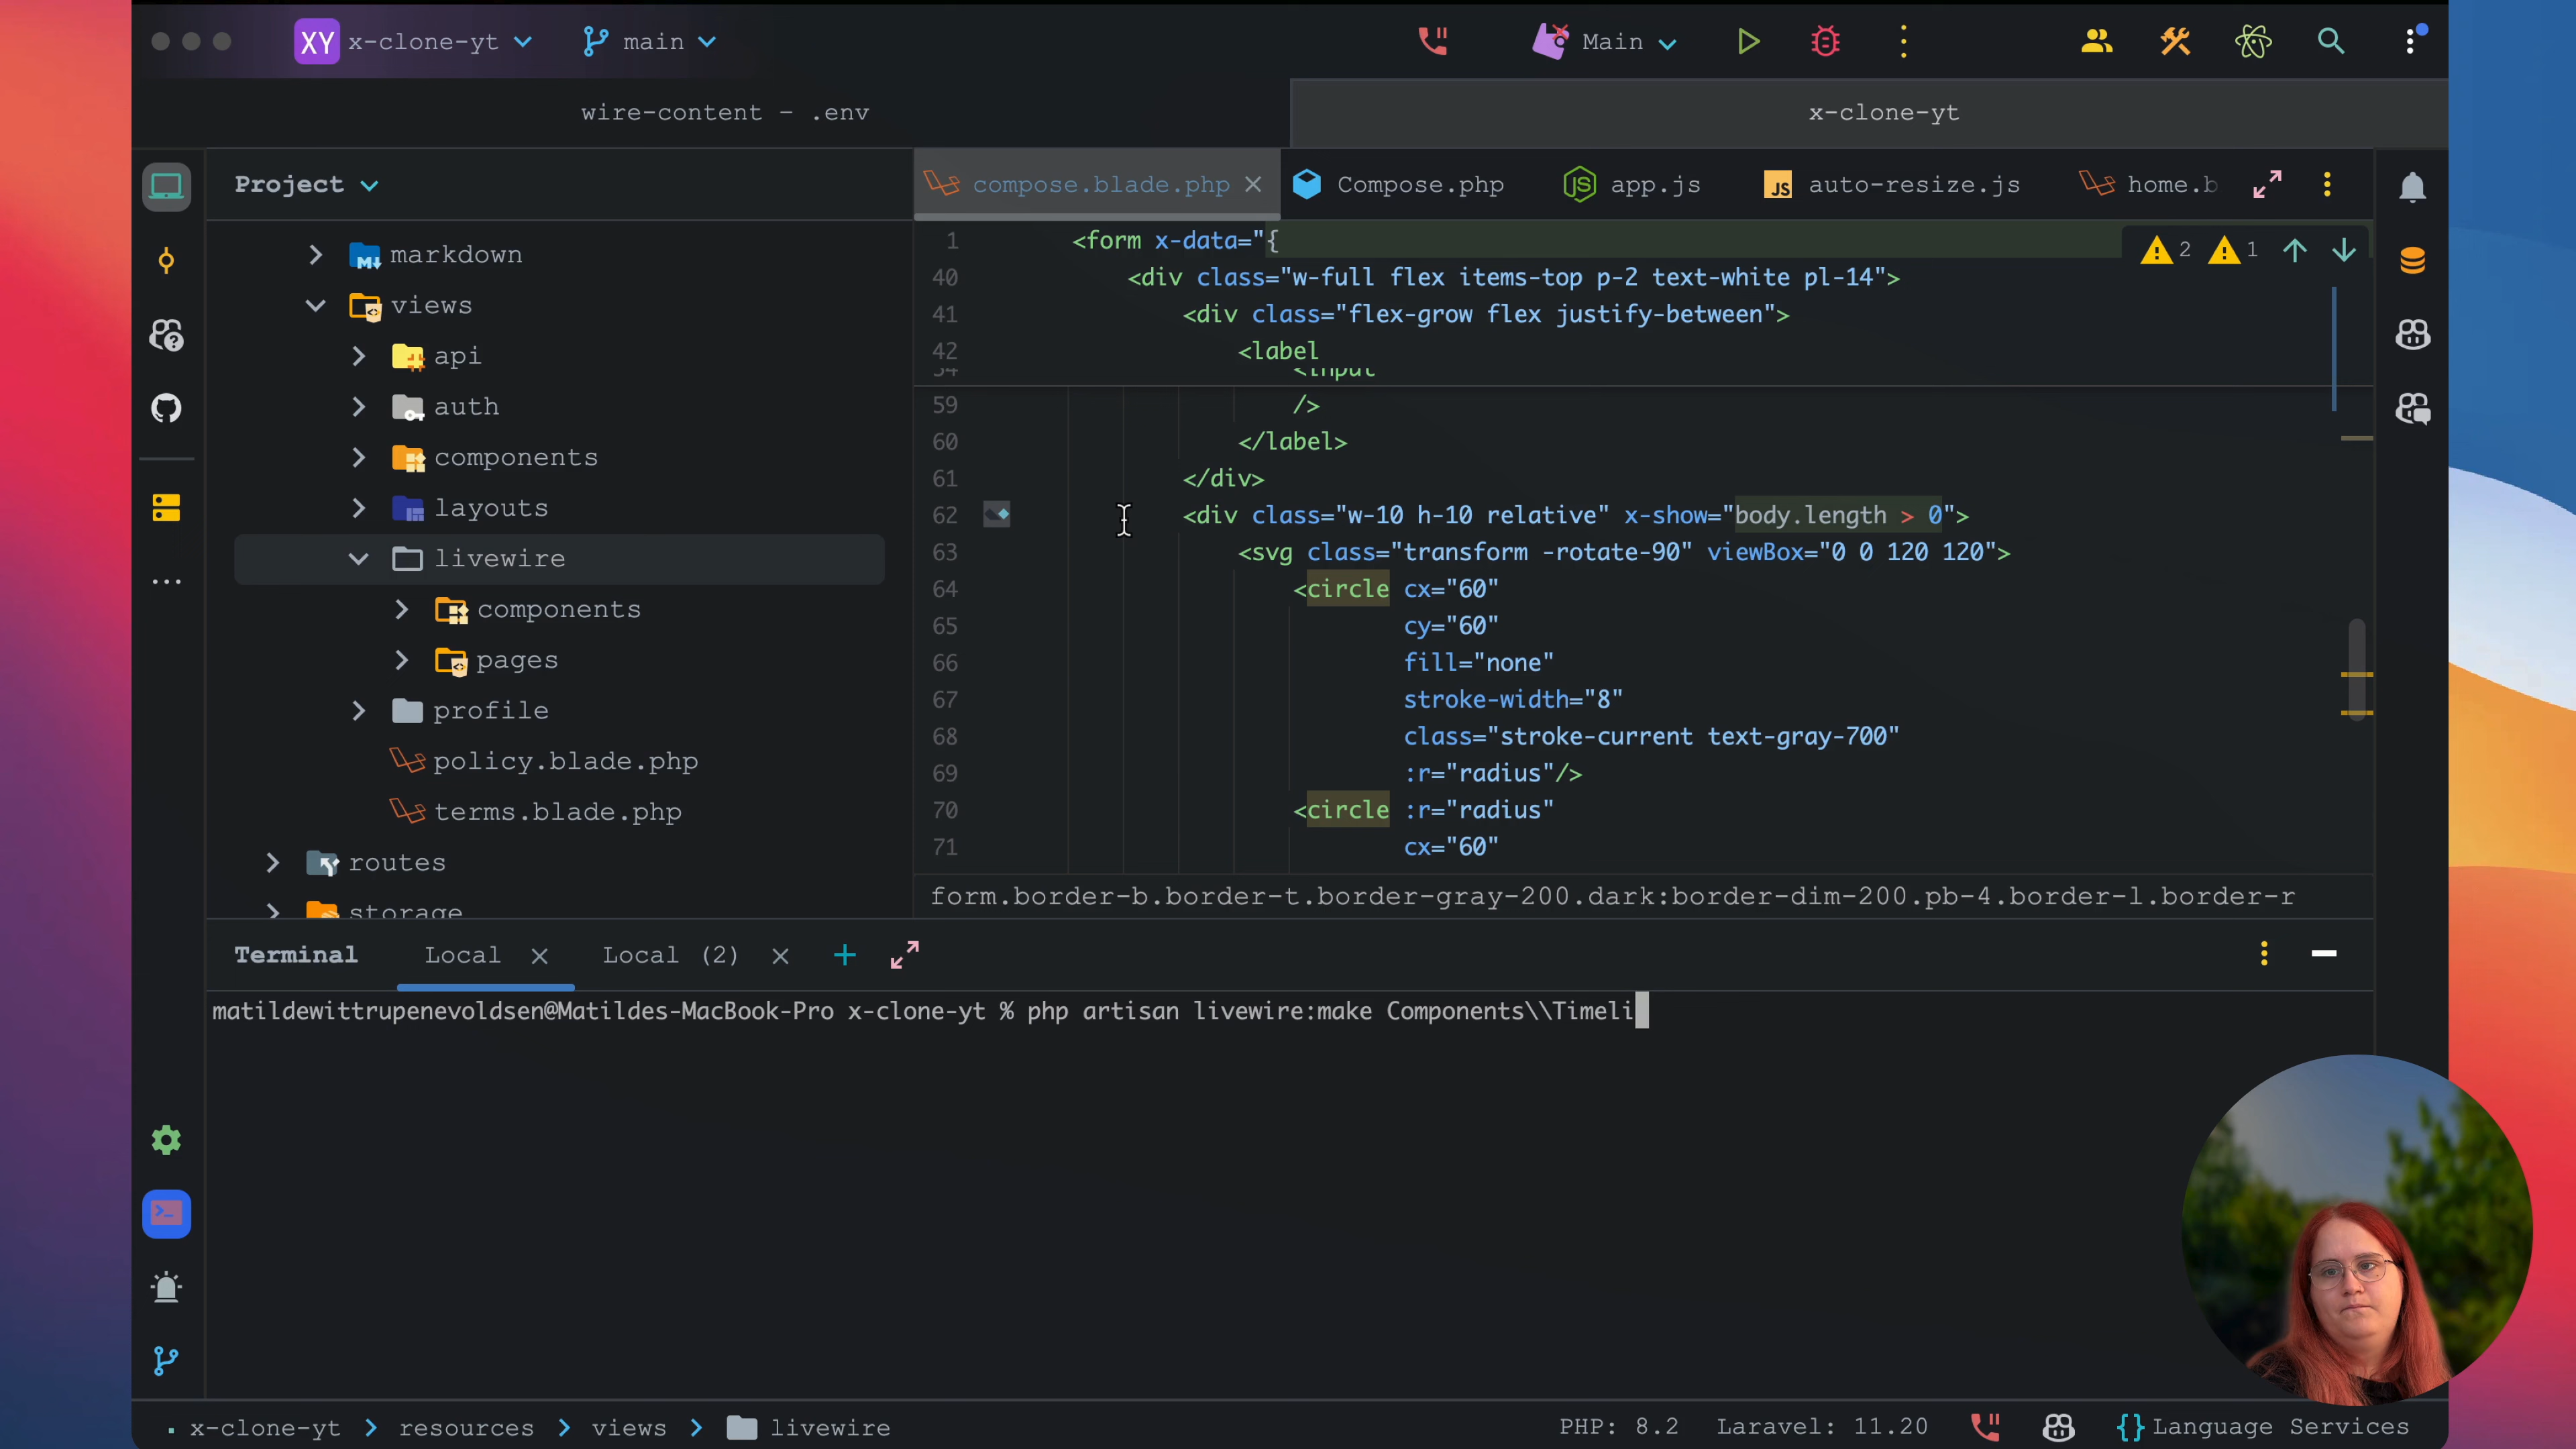 XY x-clone-yt main Main
wire-content – .env x-clone-yt
Project
compose.blade.php Compose.php app.js JS auto-resize.js home.b
markdown
views
api
auth
components
layouts
livewire
components
pages
profile
policy.blade.php
terms.blade.php
routes
storage
1 <form x-data="{
2 1
40 <div class="w-full flex items-top p-2 text-white pl-14">
41 <div class="flex-grow flex justify-between">
42 <label
54 <input
59 />
60 </label>
61 </div>
62 <div class="w-10 h-10 relative" x-show="body.length > 0">
63 <svg class="transform -rotate-90" viewBox="0 0 120 120">
64 <circle cx="60"
65 cy="60"
66 fill="none"
67 stroke-width="8"
68 class="stroke-current text-gray-700"
69 :r="radius"/>
70 <circle :r="radius"
71 cx="60"
form.border-b.border-t.border-gray-200.dark:border-dim-200.pb-4.border-l.border-r
Terminal Local Local (2)
matildewittrupenevoldsen@Matildes-MacBook-Pro x-clone-yt % php artisan livewire:make Components\\Timeli
x-clone-yt resources views livewire
PHP: 8.2 Laravel: 11.20 {} Language Services